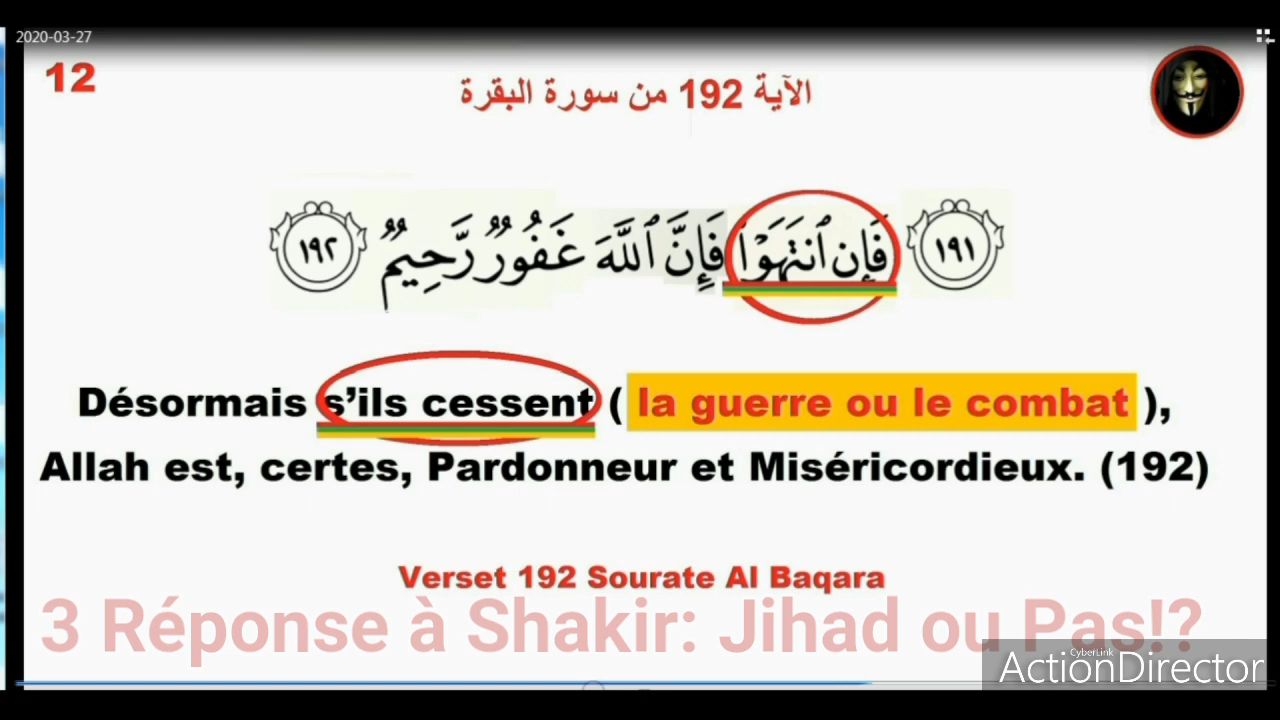 2020-03-27
12
الآية 192 من سورة البقرة
١٩١ فَإِنِ ٱنتَهَوْا۟ فَإِنَّ ٱللَّهَ غَفُورٌ رَّحِيمٌ ١٩٢
Désormais s’ils cessent ( la guerre ou le combat ),
Allah est, certes, Pardonneur et Miséricordieux. (192)
Verset 192 Sourate Al Baqara
3 Réponse à Shakir: Jihad ou Pas!?
CyberLink
ActionDirector